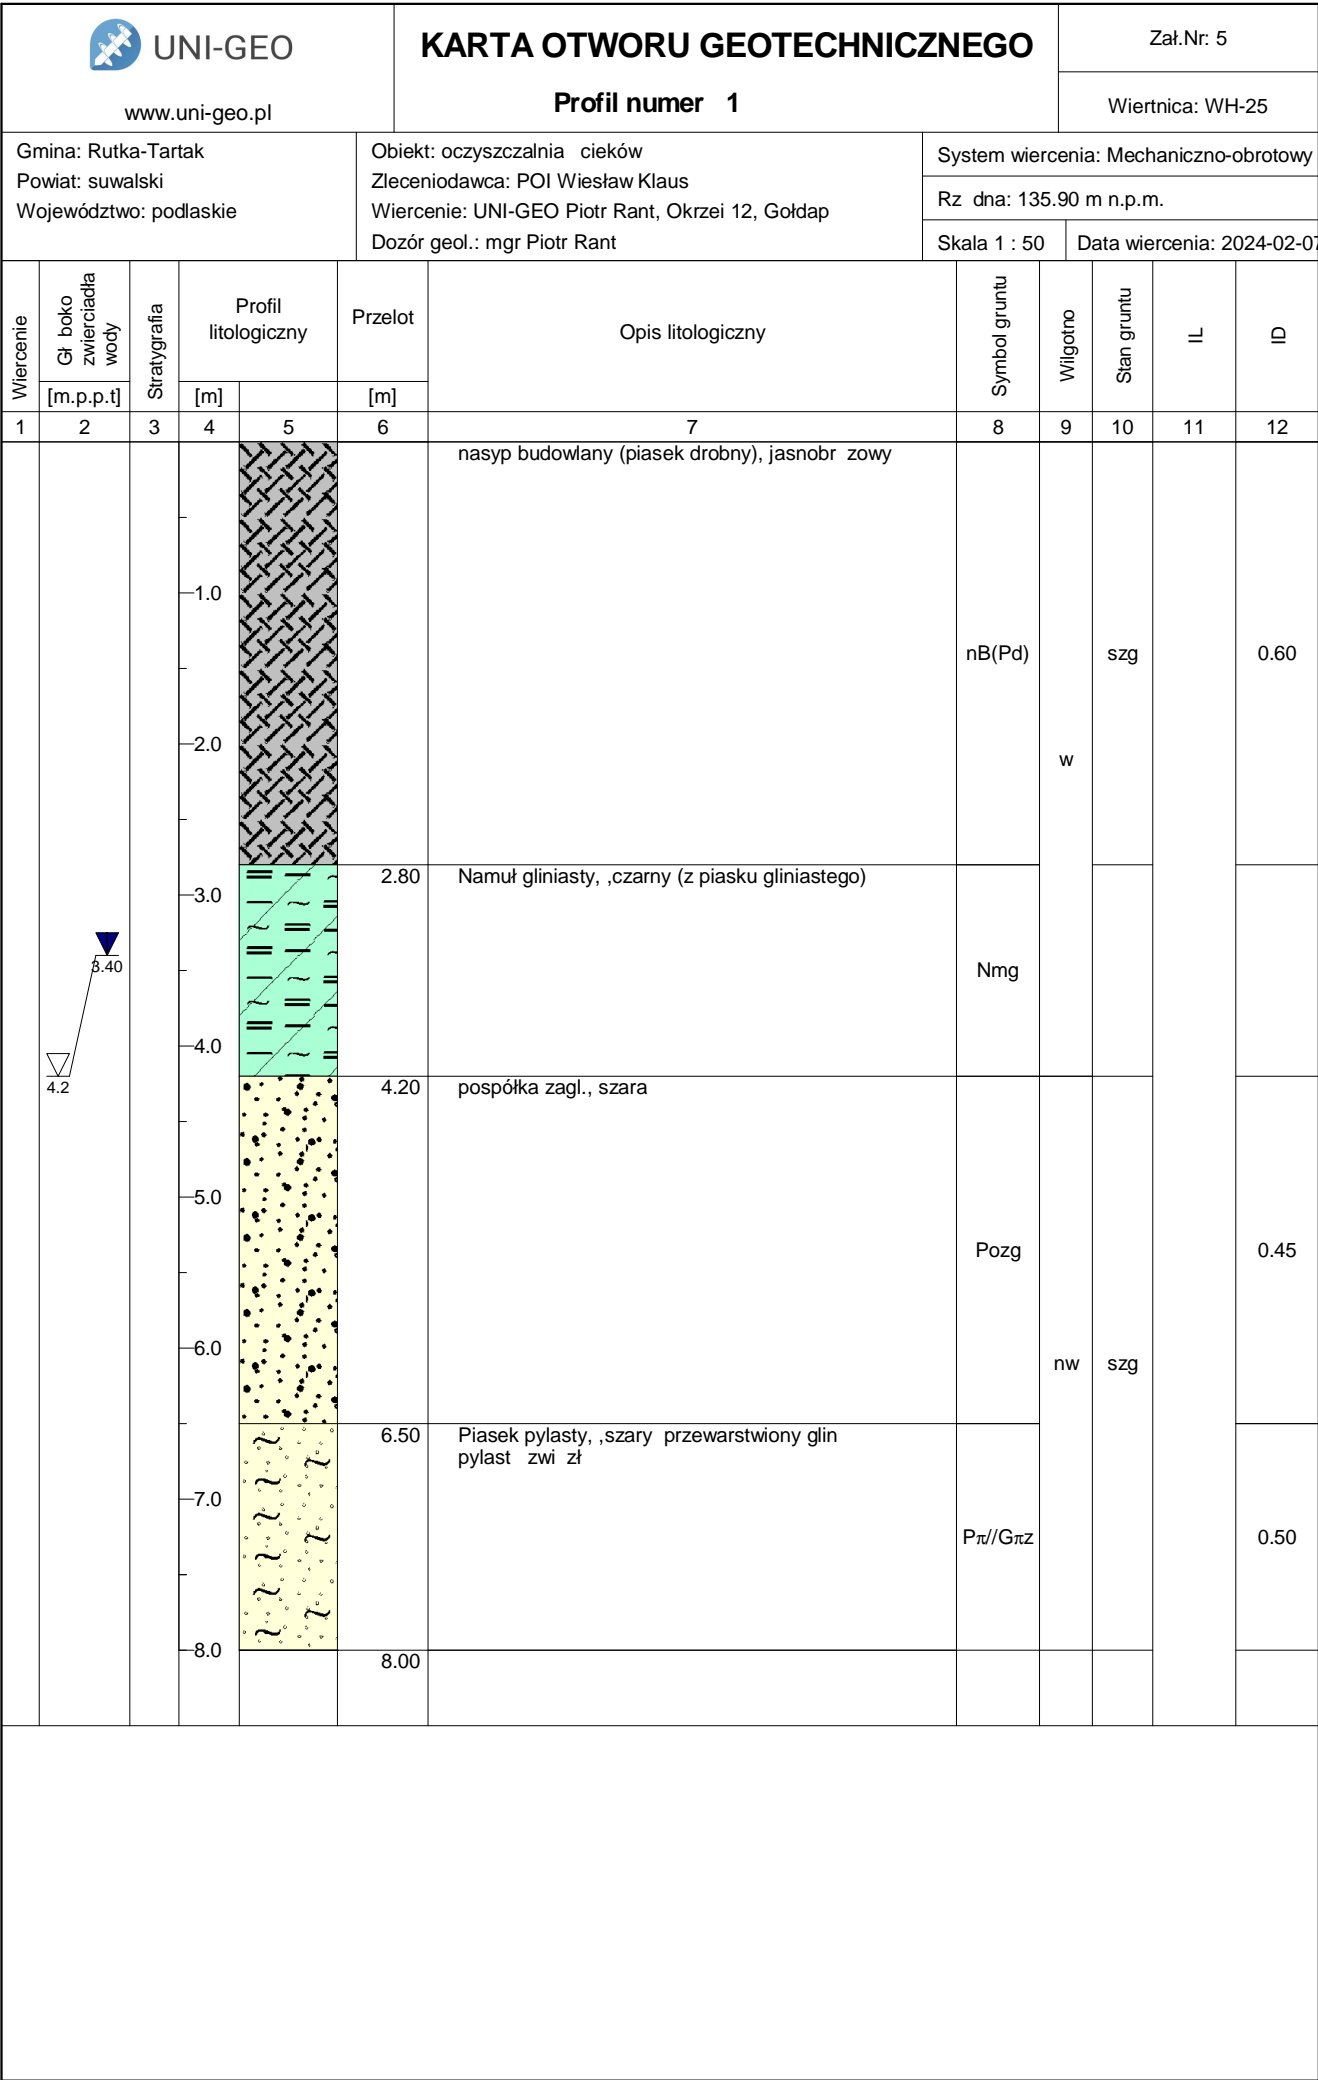 UNI-GEO
www.uni-geo.pl
KARTA OTWORU GEOTECHNICZNEGO
Profil numer 1
Zał.Nr: 5
Wiertnica: WH-25
Gmina: Rutka-Tartak
Powiat: suwalski
Województwo: podlaskie
Obiekt: oczyszczalnia cieków
Zleceniodawca: POI Wiesław Klaus
Wiercenie: UNI-GEO Piotr Rant, Okrzei 12, Gołdap
Dozór geol.: mgr Piotr Rant
System wiercenia: Mechaniczno-obrotowy
Rz dna: 135.90 m n.p.m.
Skala 1 : 50
Data wiercenia: 2024-02-07
Wiercenie
Gł boko
zwierciadła
wody
[m.p.p.t]
Stratygrafia
Profil
litologiczny
[m]
Przelot
[m]
Opis litologiczny
Symbol gruntu
Wilgotno
Stan gruntu
IL
ID
1 2 3 4 5 6 7 8 9 10 11 12
nasyp budowlany (piasek drobny), jasnobr zowy
1.0
nB(Pd) szg 0.60
2.0
w
2.80 Namuł gliniasty, ,czarny (z piasku gliniastego)
3.0
3.40
Nmg
4.0
4.2
4.20 pospółka zagl., szara
5.0
Pozg 0.45
6.0
nw szg
6.50 Piasek pylasty, ,szary przewarstwiony glin
pylast zwi zł
7.0
Pπ//Gπz 0.50
8.0
8.00